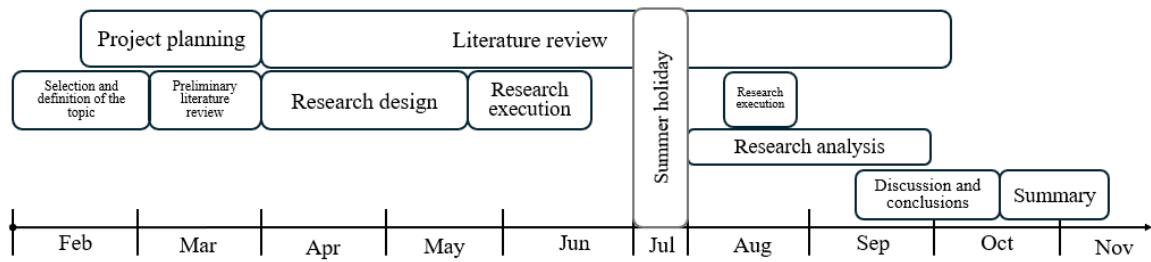 Project planning
Literature review
Summer holiday
Selection and
definition of the
topic
Preliminary
literature
review
Research design
Research
execution
Research
execution
Research analysis
Discussion and
conclusions
Summary
Feb
Mar
Apr
May
Jun
Jul
Aug
Sep
Oct
Nov